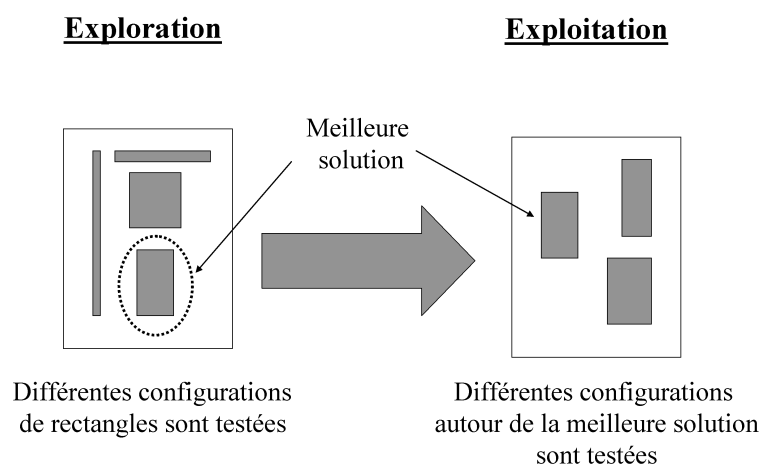 Exploration
Exploitation
Meilleure
solution
Différentes configurations
de rectangles sont testées
Différentes configurations
autour de la meilleure solution
sont testées